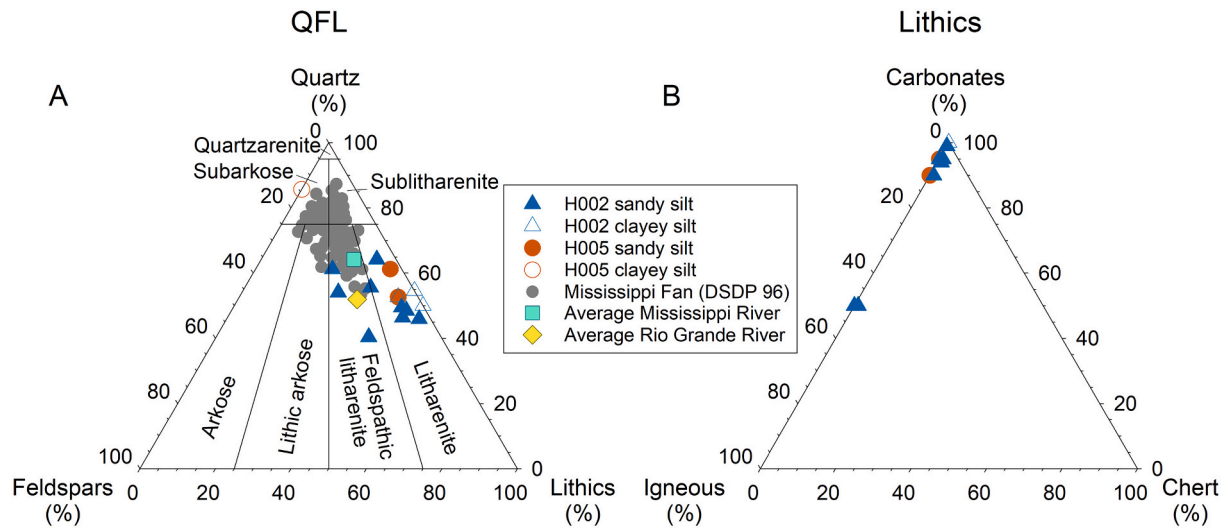 QFL
Lithics
A
Quartz
(%)
B
Carbonates
(%)
0
100
Quartzarenite
Subarkose
Sublitharenite
20
80
40
60
60
40
80
20
100
0
Arkose
Lithic arkose
Feldspathic
litharenite
Litharenite
Feldspars
(%)
0
20
40
60
80
100
Lithics
(%)
H002 sandy silt
H002 clayey silt
H005 sandy silt
H005 clayey silt
Mississippi Fan (DSDP 96)
Average Mississippi River
Average Rio Grande River
0
100
20
80
40
60
60
40
80
20
100
0
Igneous
(%)
0
20
40
60
80
100
Chert
(%)